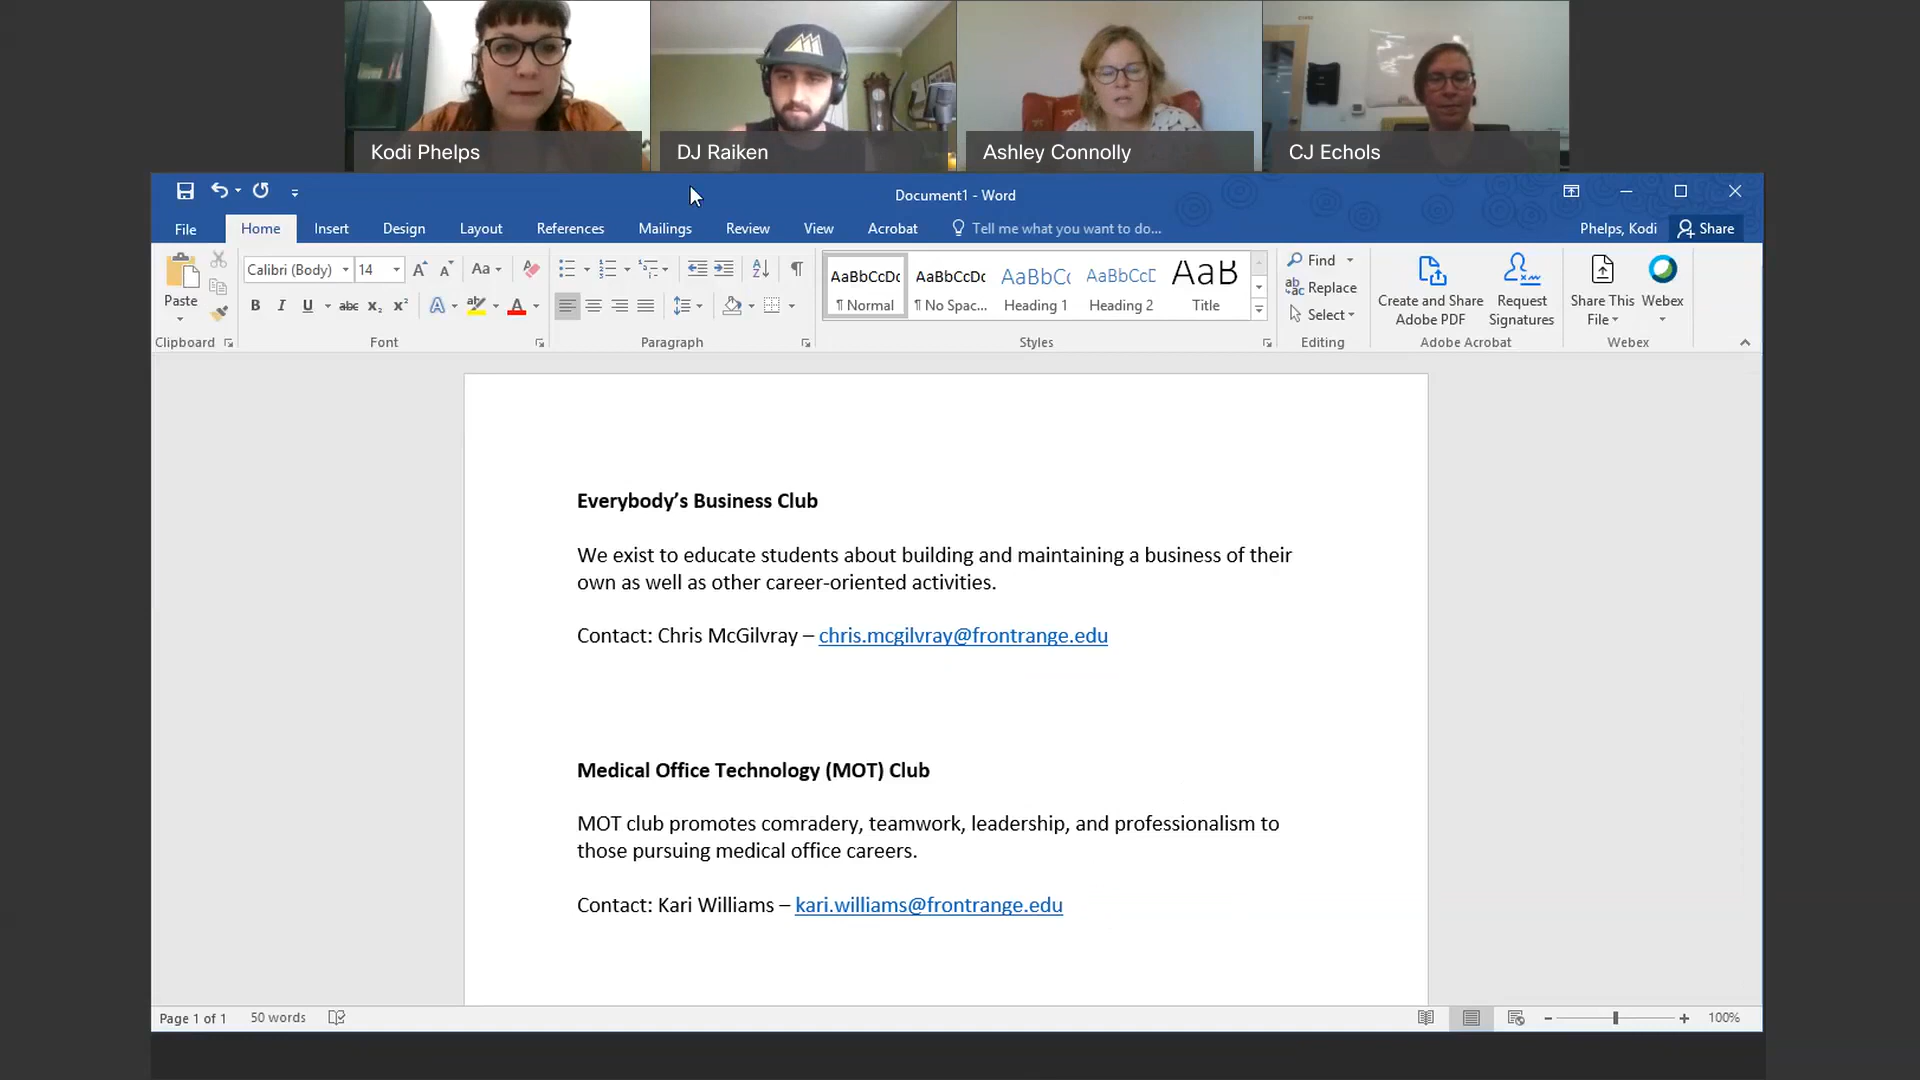 Kodi Phelps
DJ Raiken
Ashley Connolly
CJ Echols
Document1 - Word
File Home Insert Design Layout References Mailings Review View Acrobat Tell me what you want to do...
Phelps, Kodi Share
Paste
Calibri (Body) 14 Aa
B I U abc x₂ x² A A
AaBbCcDc AaBbCcDc AaBbCc AaBbCcD AaB
¶ Normal ¶ No Spac... Heading 1 Heading 2 Title
Find
Replace
Select
Create and Share Adobe PDF
Request Signatures
Share This File
Webex
Clipboard Font Paragraph Styles Editing Adobe Acrobat Webex
Everybody’s Business Club
We exist to educate students about building and maintaining a business of their
own as well as other career-oriented activities.
Contact: Chris McGilvray – chris.mcgilvray@frontrange.edu
Medical Office Technology (MOT) Club
MOT club promotes comradery, teamwork, leadership, and professionalism to
those pursuing medical office careers.
Contact: Kari Williams – kari.williams@frontrange.edu
Page 1 of 1 50 words 100%